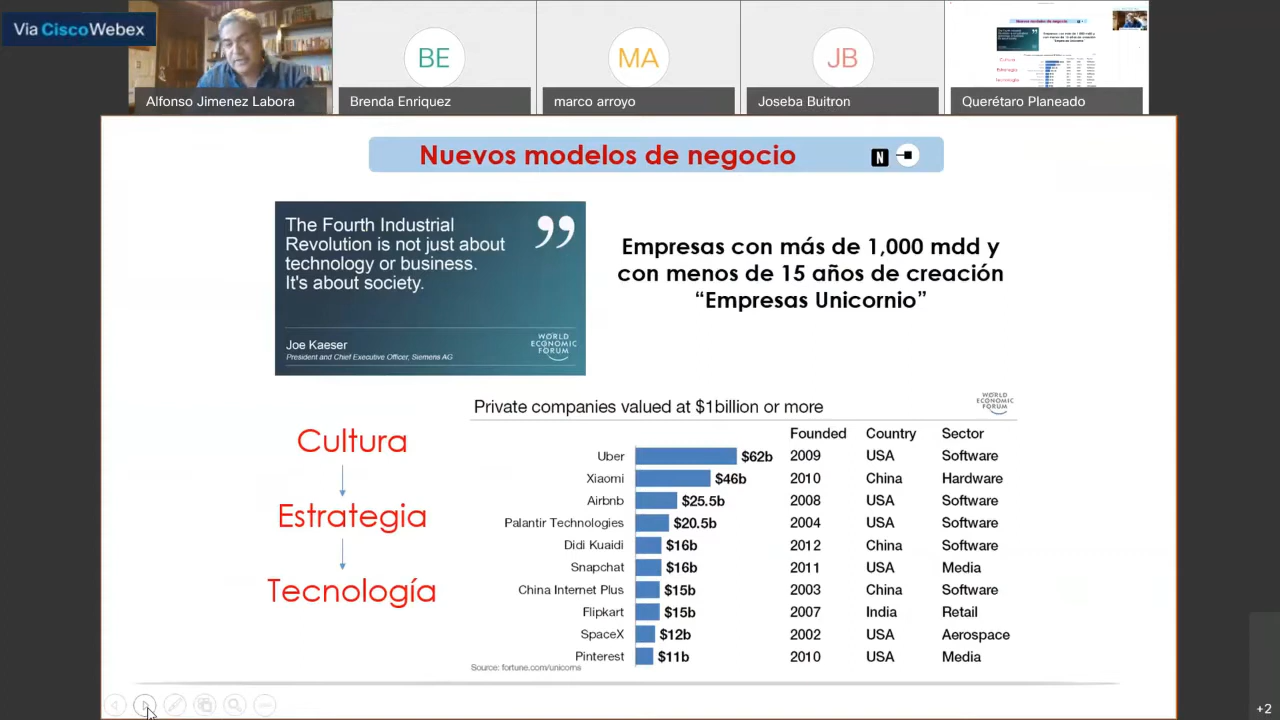 Via Cisco Webex
BE
MA
JB
Alfonso Jimenez Labora
Brenda Enriquez
marco arroyo
Joseba Buitron
Querétaro Planeado
Nuevos modelos de negocio
N
The Fourth Industrial
Revolution is not just about
technology or business.
It's about society.
”
Joe Kaeser
President and Chief Executive Officer, Siemens AG
WORLD
ECONOMIC
FORUM
Empresas con más de 1,000 mdd y
con menos de 15 años de creación
“Empresas Unicornio”
Cultura
Estrategia
Tecnología
Private companies valued at $1billion or more
WORLD
ECONOMIC
FORUM
Founded Country Sector
Uber $62b 2009 USA Software
Xiaomi $46b 2010 China Hardware
Airbnb $25.5b 2008 USA Software
Palantir Technologies $20.5b 2004 USA Software
Didi Kuaidi $16b 2012 China Software
Snapchat $16b 2011 USA Media
China Internet Plus $15b 2003 China Software
Flipkart $15b 2007 India Retail
SpaceX $12b 2002 USA Aerospace
Pinterest $11b 2010 USA Media
Source: fortune.com/unicorns
+2